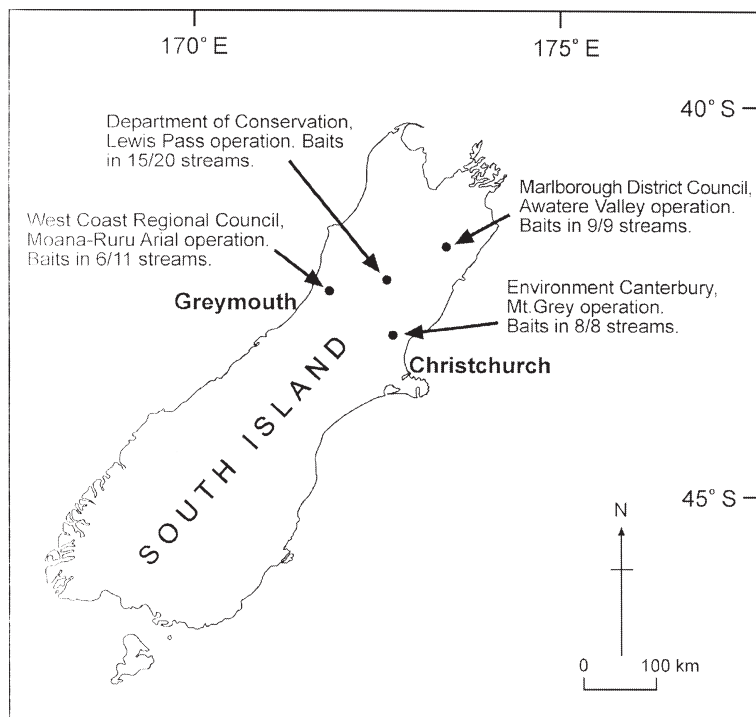 170° E
175° E
40° S
Department of Conservation,
Lewis Pass operation. Baits
in 15/20 streams.
Marlborough District Council,
Awatere Valley operation.
Baits in 9/9 streams.
West Coast Regional Council,
Moana-Ruru Arial operation.
Baits in 6/11 streams.
Environment Canterbury,
Mt.Grey operation.
Baits in 8/8 streams.
Greymouth
Christchurch
SOUTH ISLAND
45° S
N
0 100 km